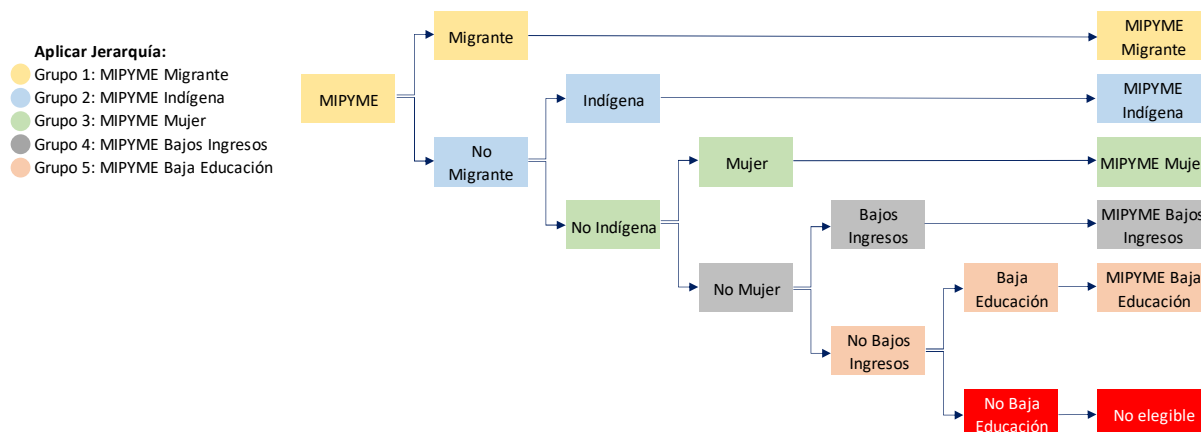 Aplicar Jerarquía:
Grupo 1: MIPYME Migrante
Grupo 2: MIPYME Indígena
Grupo 3: MIPYME Mujer
Grupo 4: MIPYME Bajos Ingresos
Grupo 5: MIPYME Baja Educación
MIPYME
Migrante
MIPYME
Migrante
No
Migrante
Indígena
MIPYME
Indígena
No Indígena
Mujer
MIPYME Mujer
No Mujer
Bajos
Ingresos
MIPYME Bajos
Ingresos
No Bajos
Ingresos
Baja
Educación
MIPYME Baja
Educación
No Baja
Educación
No elegible